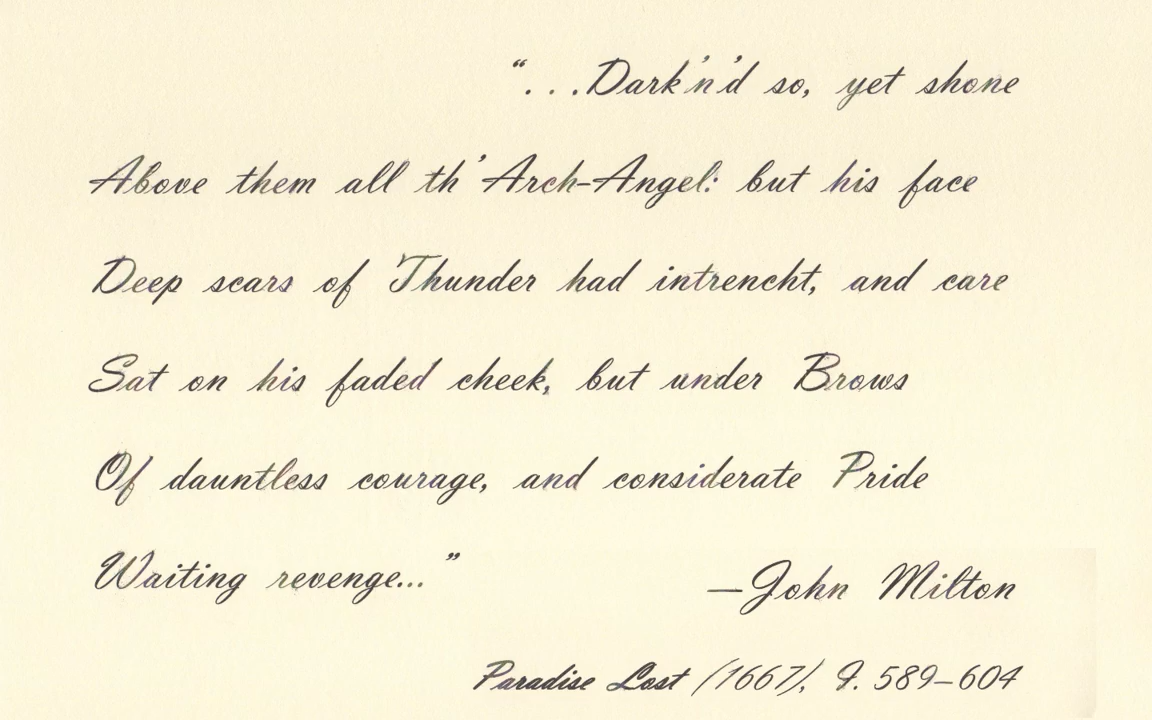 “. . .Dark’n’d so, yet shone
Above them all th’ Arch-Angel: but his face
Deep scars of Thunder had intrencht, and care
Sat on his faded cheek, but under Brows
Of dauntless courage, and considerate Pride
Waiting revenge...”
—John Milton
Paradise Lost (1667), I. 589–604